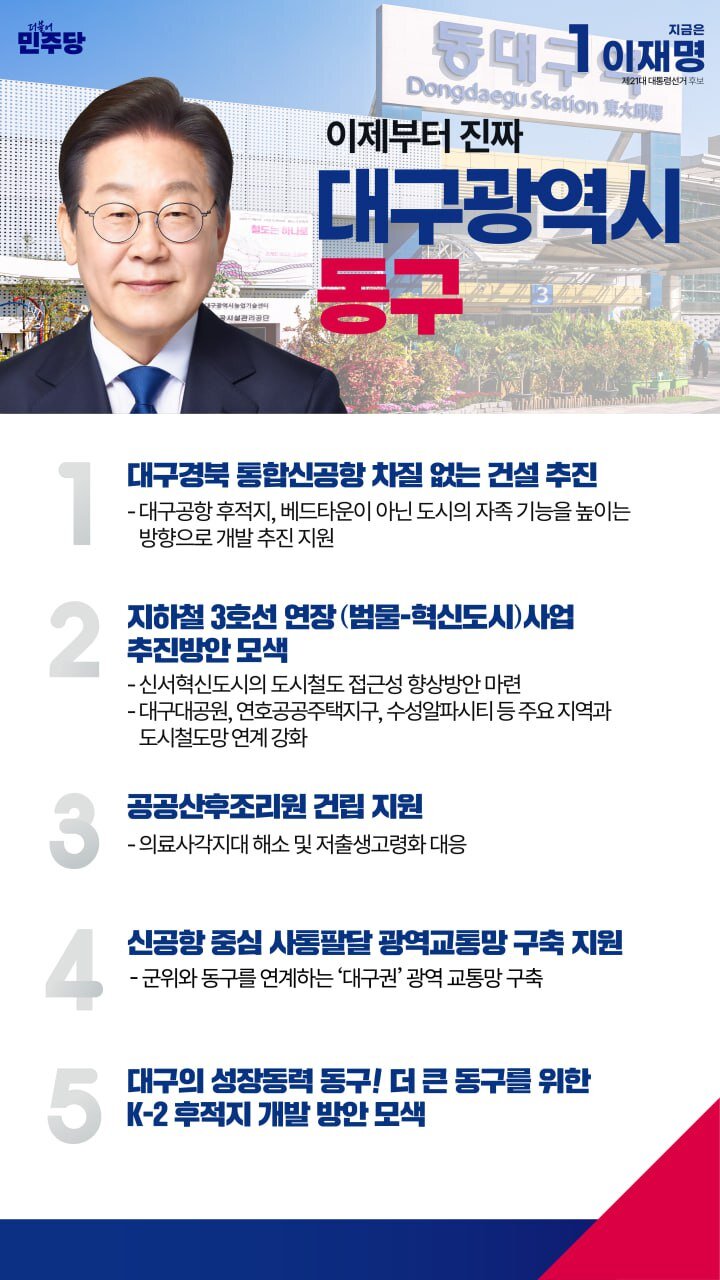 더불어
민주당
지금은
1 이재명
제21대 대통령선거 후보
동대구역
Dongdaegu Station 東大邱驛
이제부터 진짜
대구광역시
동구
철도는 하나로
3
1
대구경북 통합신공항 차질 없는 건설 추진
- 대구공항 후적지, 베드타운이 아닌 도시의 자족 기능을 높이는
방향으로 개발 추진 지원
2
지하철 3호선 연장 (범물-혁신도시) 사업
추진방안 모색
- 신서혁신도시의 도시철도 접근성 향상방안 마련
- 대구대공원, 연호공공주택지구, 수성알파시티 등 주요 지역과
도시철도망 연계 강화
3
공공산후조리원 건립 지원
- 의료사각지대 해소 및 저출생고령화 대응
4
신공항 중심 사통팔달 광역교통망 구축 지원
- 군위와 동구를 연계하는 ‘대구권’ 광역 교통망 구축
5
대구의 성장동력 동구! 더 큰 동구를 위한
K-2 후적지 개발 방안 모색